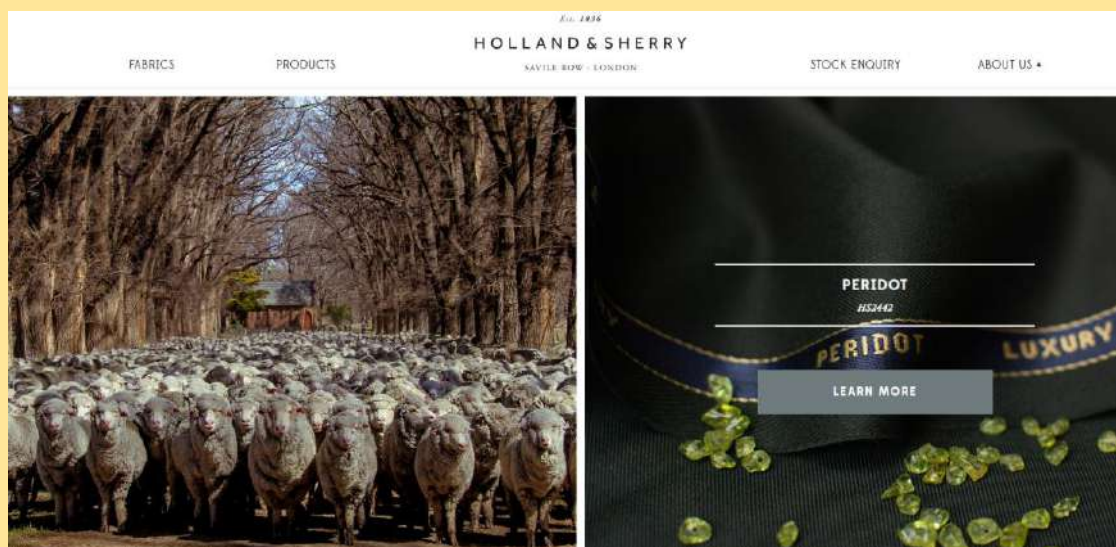 Est. 1836
HOLLAND & SHERRY
SAVILE ROW - LONDON
FABRICS
PRODUCTS
STOCK ENQUIRY
ABOUT US
PERIDOT
HS2442
PERIDOT LUXURY
LEARN MORE